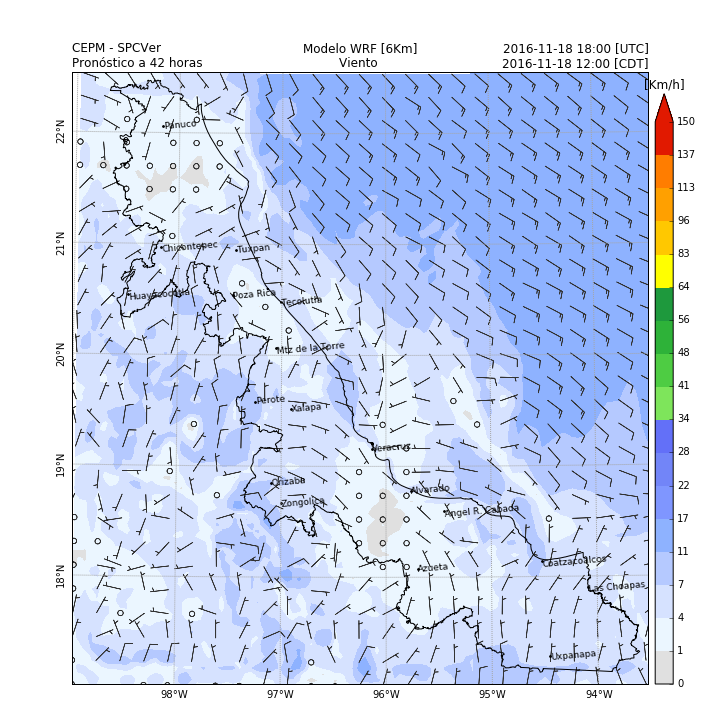 CEPM - SPCVer Modelo WRF [6Km] 2016-11-18 18:00 [UTC]
Pronóstico a 42 horas Viento 2016-11-18 12:00 [CDT]
[Km/h]
150
137
113
96
83
64
56
48
41
34
28
22
17
11
7
4
1
0
22°N
21°N
20°N
19°N
18°N
Panuco
Chicontepec
Tuxpan
Huayacocotla
Poza Rica
Tecolutla
Mtz de la Torre
Perote
Xalapa
Veracruz
Orizaba
Zongolica
Alvarado
Angel R. Cabada
Azueta
Coatzacoalcos
Las Choapas
Uxpanapa
98°W 97°W 96°W 95°W 94°W